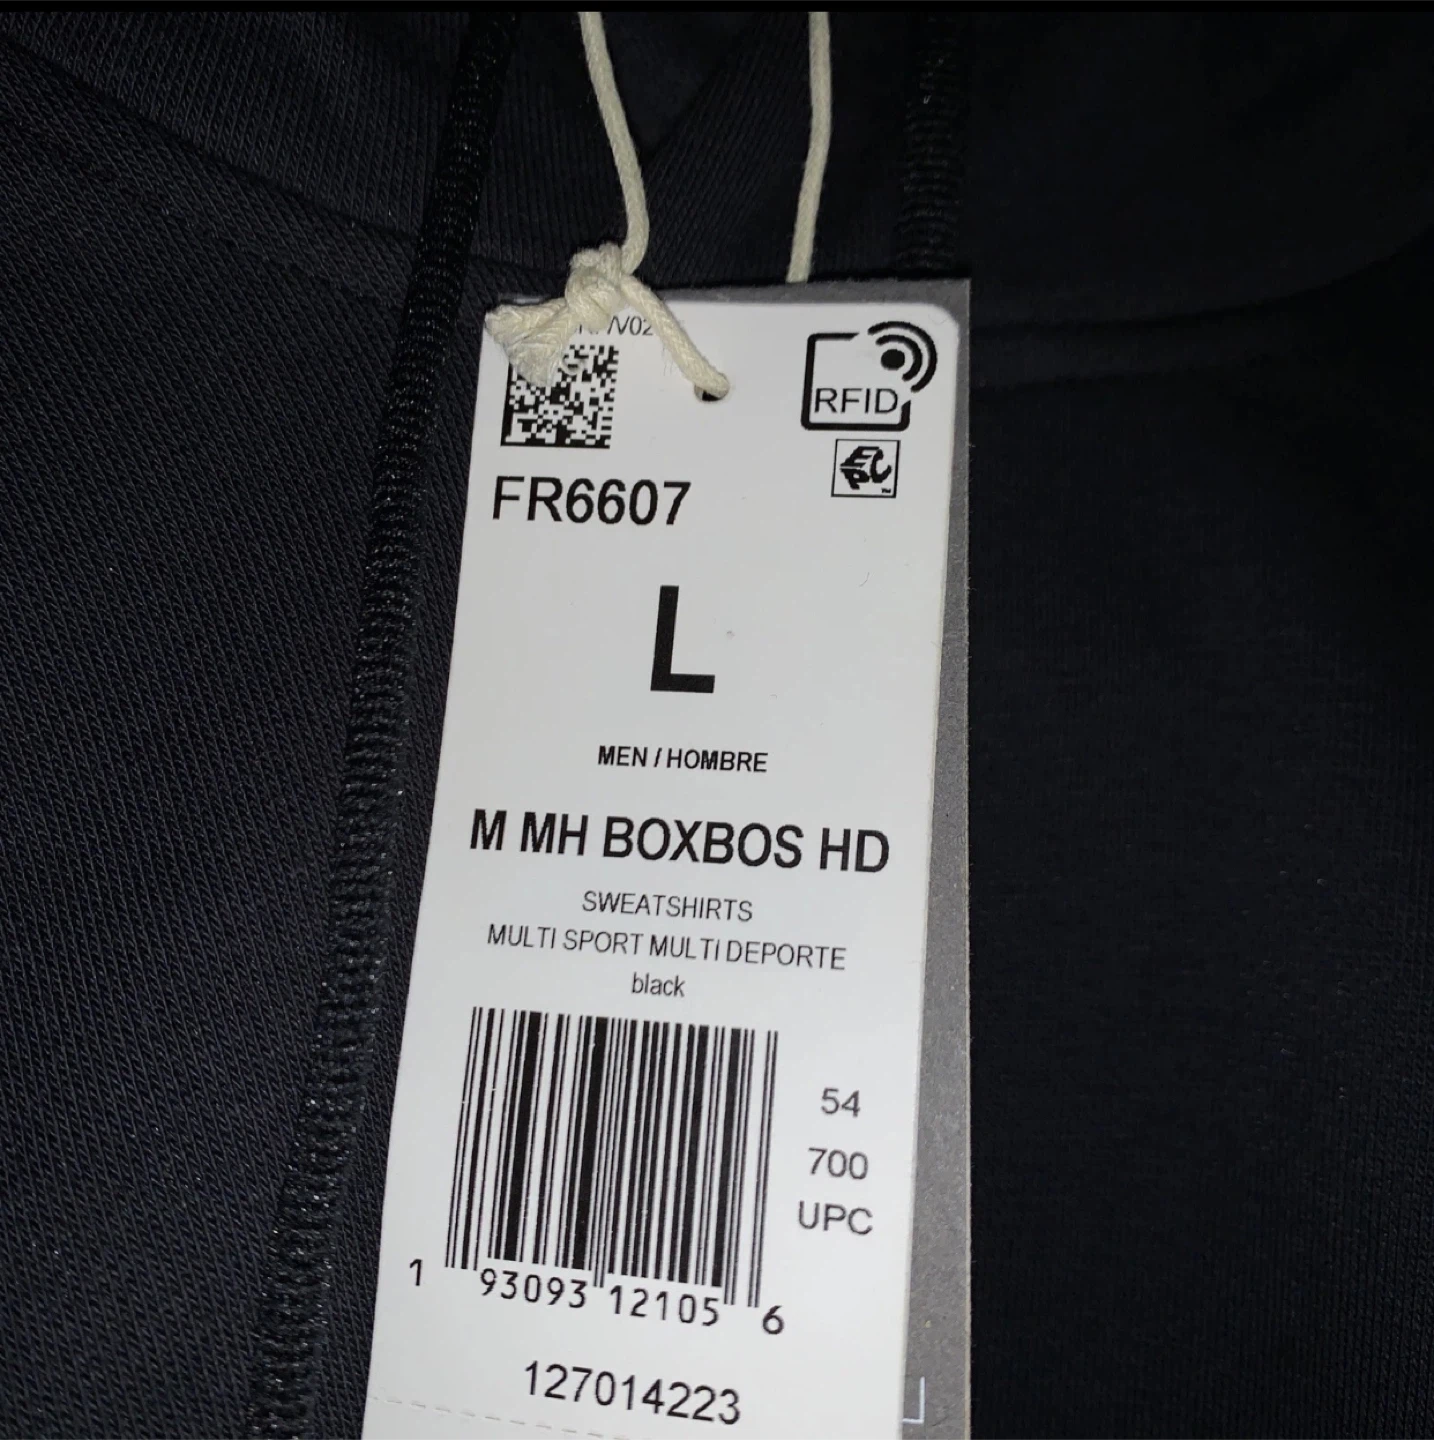 RFID
FR6607
L
MEN / HOMBRE
M MH BOXBOS HD
SWEATSHIRTS
MULTI SPORT MULTI DEPORTE
black
54
700
UPC
1 93093 12105 6
127014223
L